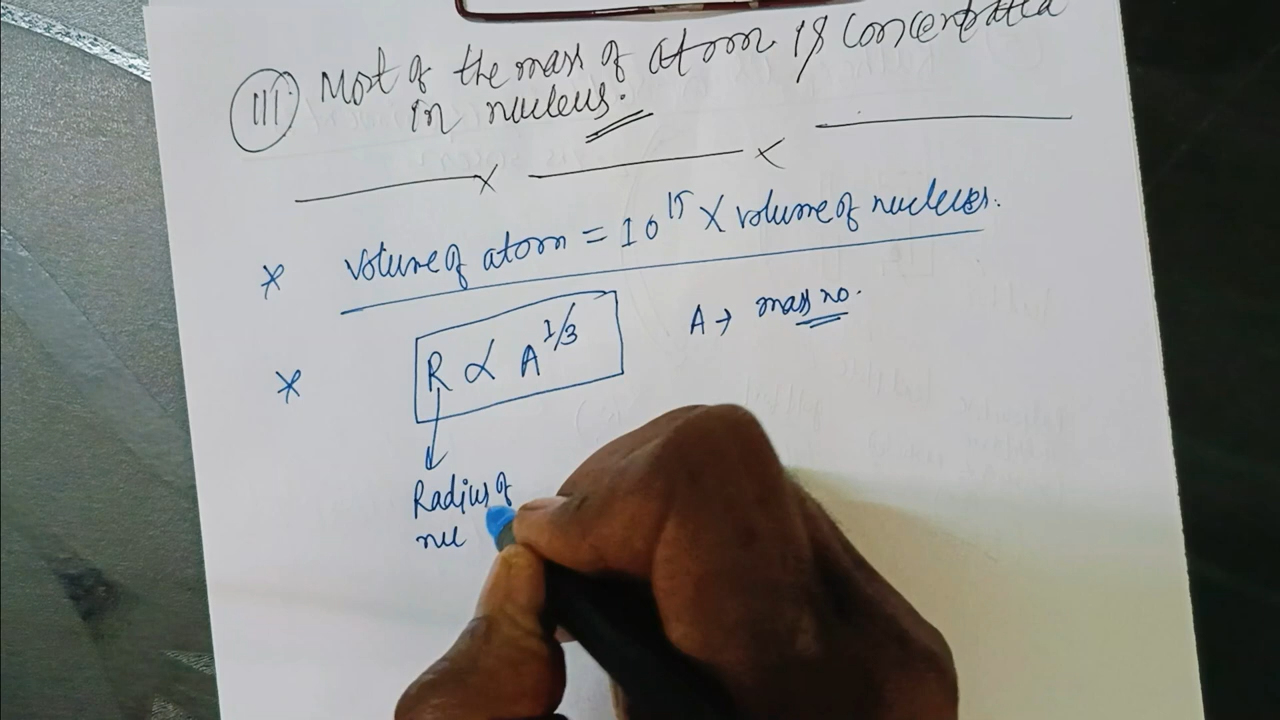 III. Most of the mass of atom is concentrated
in nucleus.
* volume of atom = 10^15 X volume of nucleus.
* R ∝ A^1/3 A → mass no.
Radius of
nu